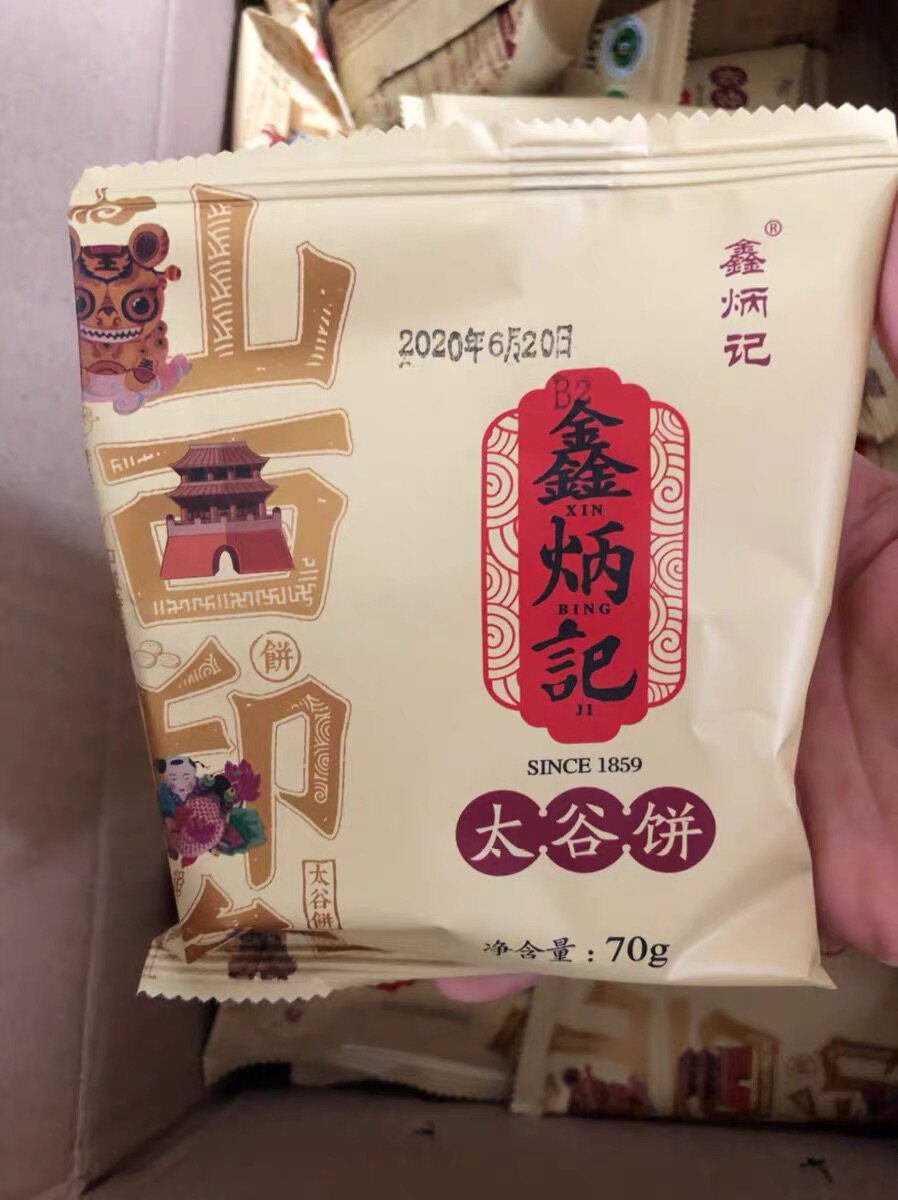 山西印象
餅
太谷餅
2020年6月20日
B2
鑫炳记®
鑫炳記
XIN
BING
JI
SINCE 1859
太·谷·饼
净含量：70g